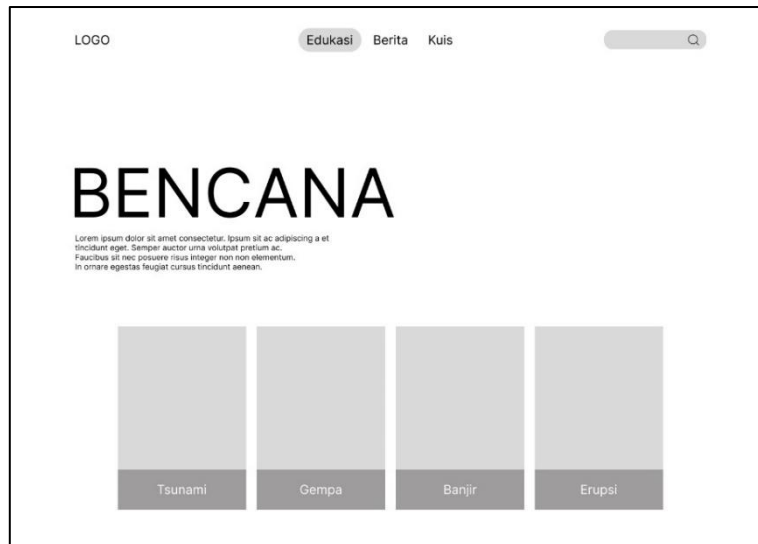 LOGO
Edukasi
Berita
Kuis
BENCANA
Lorem ipsum dolor sit amet consectetur. Ipsum sit ac adipiscing a et
tincidunt eget. Semper auctor urna volutpat pretium ac.
Faucibus sit nec posuere risus integer non non elementum.
In ornare egestas feugiat cursus tincidunt aenean.
Tsunami
Gempa
Banjir
Erupsi